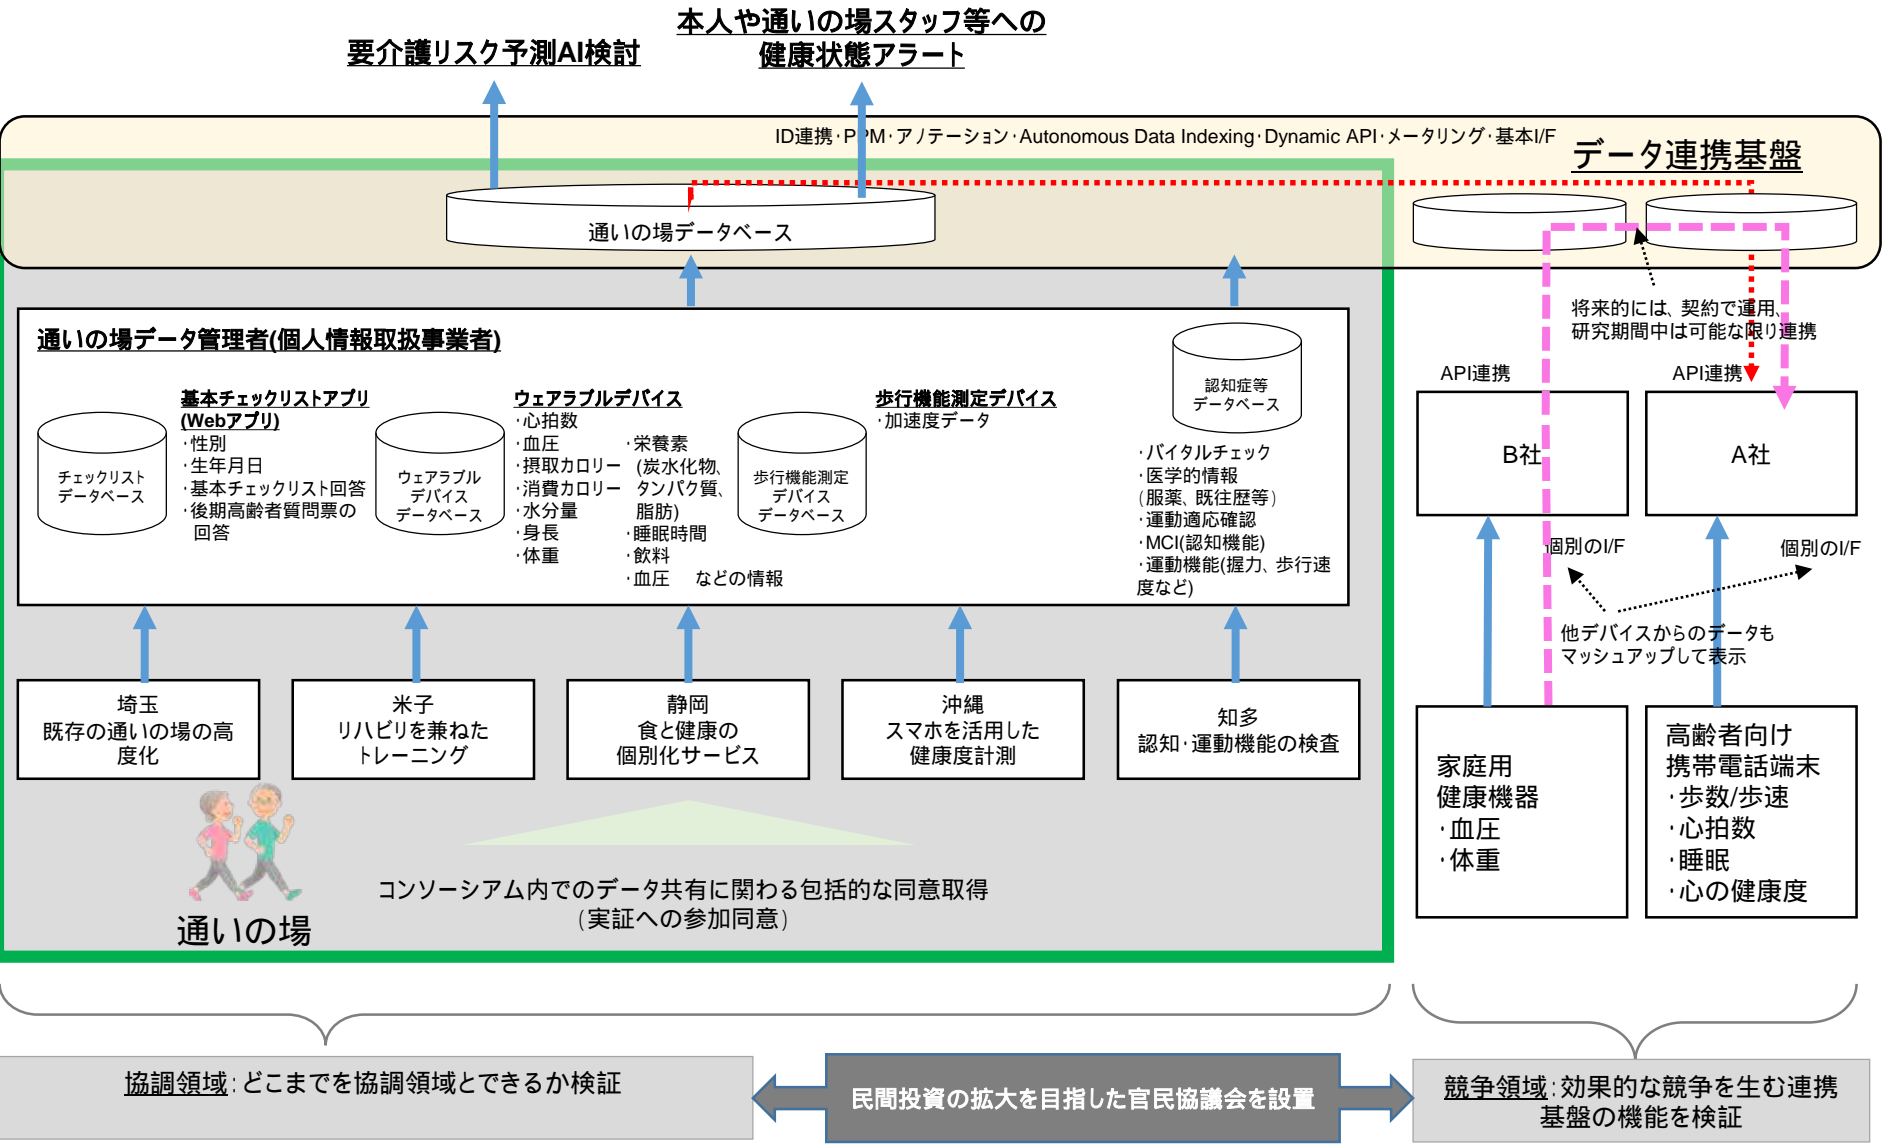 本人や通いの場スタッフ等への
健康状態アラート
要介護リスク予測AI検討
ID連携・PPM・アノテーション・Autonomous Data Indexing・Dynamic API・メータリング・基本I/F
データ連携基盤
通いの場データベース
将来的には、契約で運用、
研究期間中は可能な限り連携
通いの場データ管理者(個人情報取扱事業者)
チェックリスト
データベース
基本チェックリストアプリ
(Webアプリ)
・性別
・生年月日
・基本チェックリスト回答
・後期高齢者質問票の
回答
ウェアラブル
デバイス
データベース
ウェアラブルデバイス
・心拍数
・血圧
・摂取カロリー
・消費カロリー
・水分量
・身長
・体重
・栄養素
(炭水化物、
タンパク質、
脂肪)
・睡眠時間
・飲料
・血圧 などの情報
歩行機能測定
デバイス
データベース
歩行機能測定デバイス
・加速度データ
認知症等
データベース
・バイタルチェック
・医学的情報
(服薬、既往歴等)
・運動適応確認
・MCI(認知機能)
・運動機能(握力、歩行速
度など)
API連携
API連携
B社
A社
個別のI/F
個別のI/F
他デバイスからのデータも
マッシュアップして表示
埼玉
既存の通いの場の高
度化
米子
リハビリを兼ねた
トレーニング
静岡
食と健康の
個別化サービス
沖縄
スマホを活用した
健康度計測
知多
認知・運動機能の検査
家庭用
健康機器
・血圧
・体重
高齢者向け
携帯電話端末
・歩数/歩速
・心拍数
・睡眠
・心の健康度
通いの場
コンソーシアム内でのデータ共有に関わる包括的な同意取得
(実証への参加同意)
協調領域:どこまでを協調領域とできるか検証
民間投資の拡大を目指した官民協議会を設置
競争領域:効果的な競争を生む連携
基盤の機能を検証